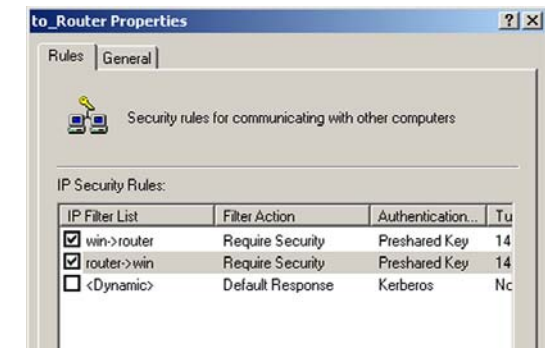 to_Router Properties
Rules General
Security rules for communicating with other computers
IP Security Rules:
IP Filter List Filter Action Authentication... Tu
win->router Require Security Preshared Key 14
router->win Require Security Preshared Key 14
<Dynamic> Default Response Kerberos Nc